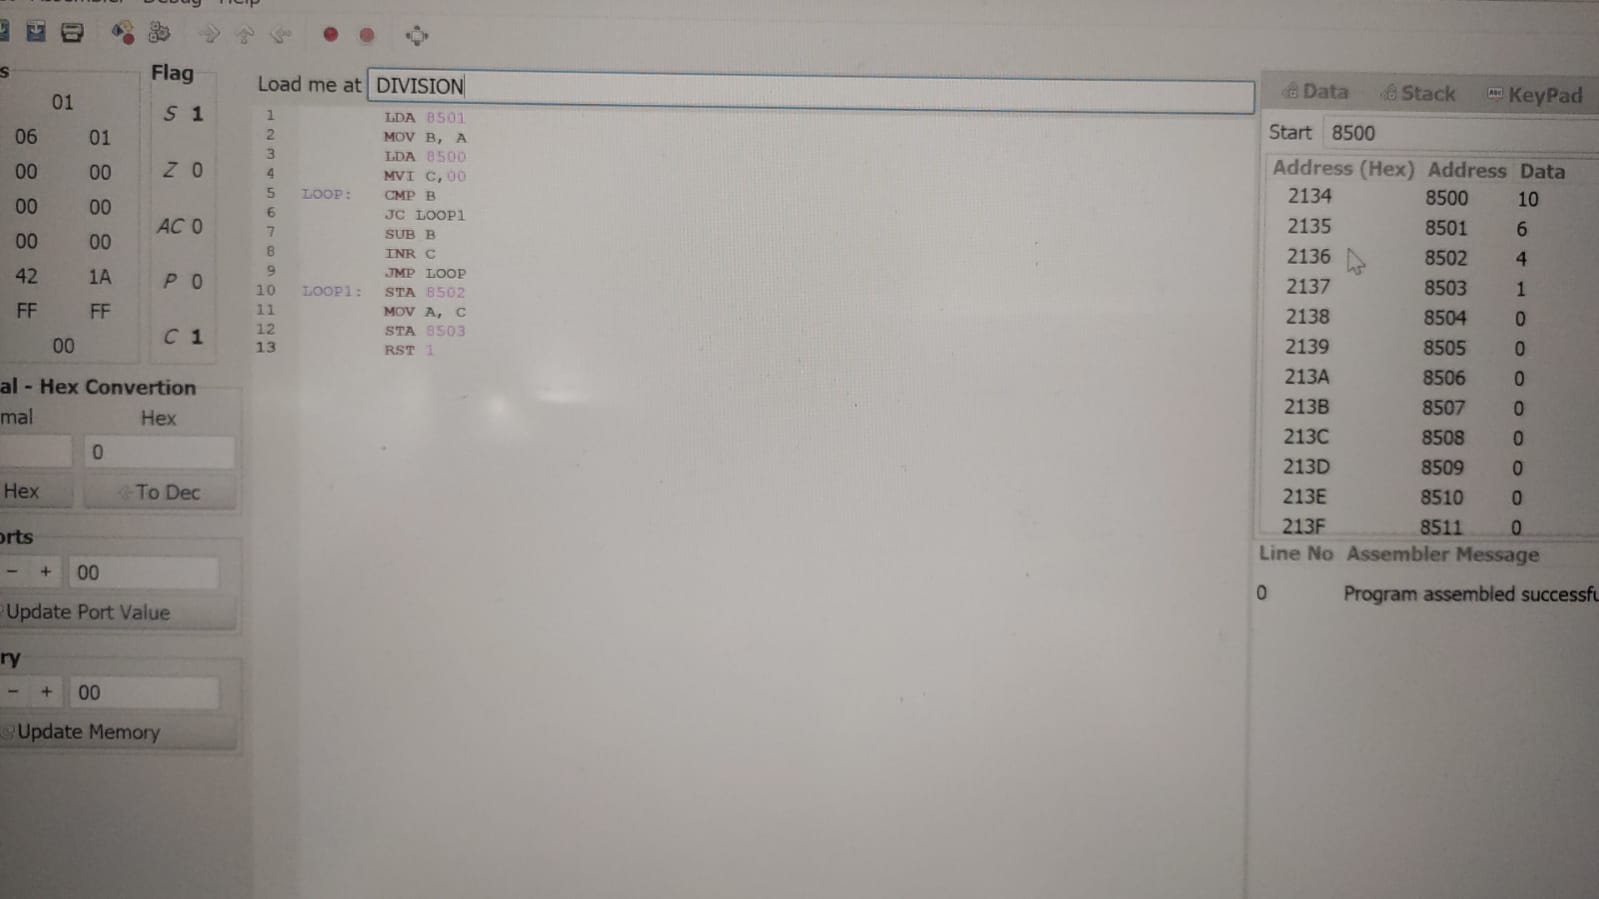 Help
Flag
01
06 01
00 00
00 00
00 00
42 1A
FF FF
00
S 1
Z 0
AC 0
P 0
C 1
al - Hex Convertion
mal Hex
0
Hex To Dec
orts
- + 00
Update Port Value
ry
- + 00
Update Memory
Load me at DIVISION
1 LDA 8501
2 MOV B, A
3 LDA 8500
4 MVI C,00
5 LOOP: CMP B
6 JC LOOP1
7 SUB B
8 INR C
9 JMP LOOP
10 LOOP1: STA 8502
11 MOV A, C
12 STA 8503
13 RST 1
Data Stack KeyPad
Start 8500
Address (Hex) Address Data
2134 8500 10
2135 8501 6
2136 8502 4
2137 8503 1
2138 8504 0
2139 8505 0
213A 8506 0
213B 8507 0
213C 8508 0
213D 8509 0
213E 8510 0
213F 8511 0
Line No Assembler Message
0 Program assembled successfu